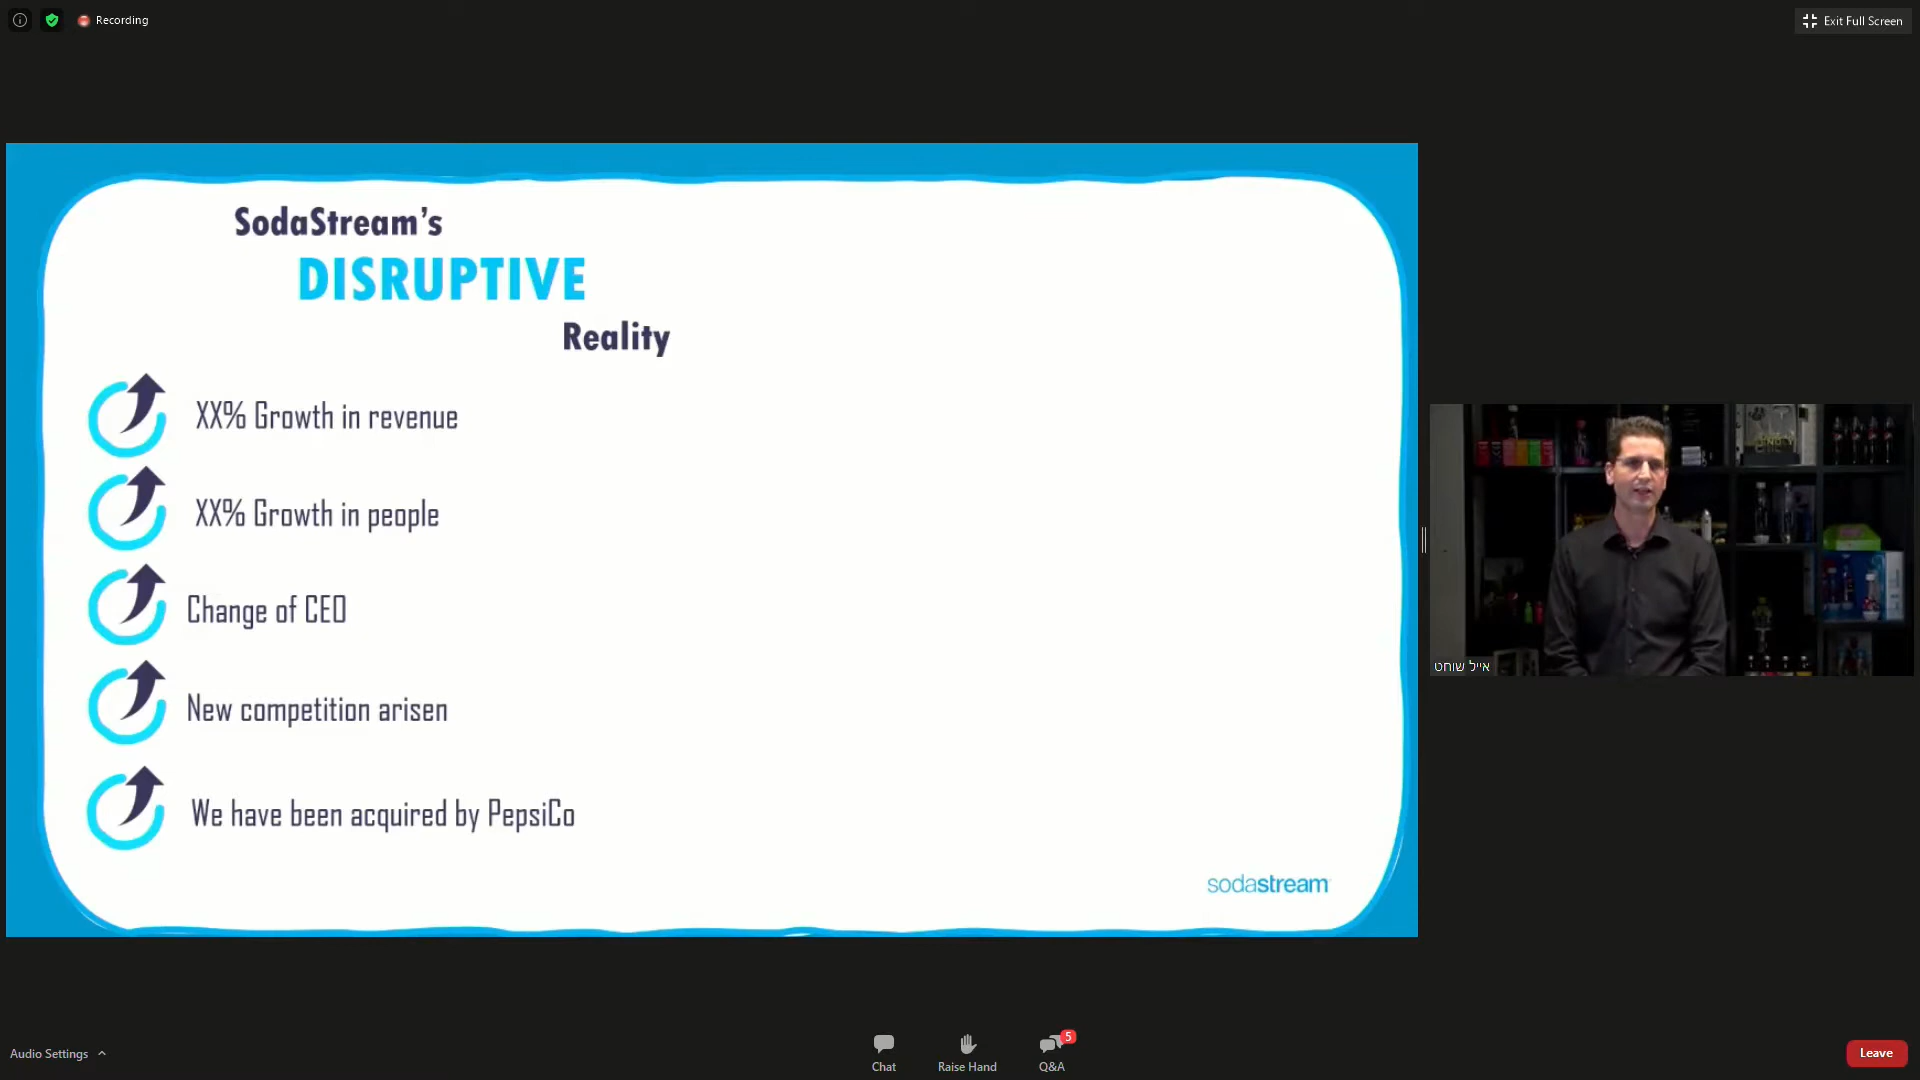 Recording
Exit Full Screen
SodaStream's
DISRUPTIVE
Reality
XX% Growth in revenue
XX% Growth in people
Change of CEO
New competition arisen
We have been acquired by PepsiCo
sodastream
אייל שוחט
Audio Settings
Chat
Raise Hand
5
Q&A
Leave